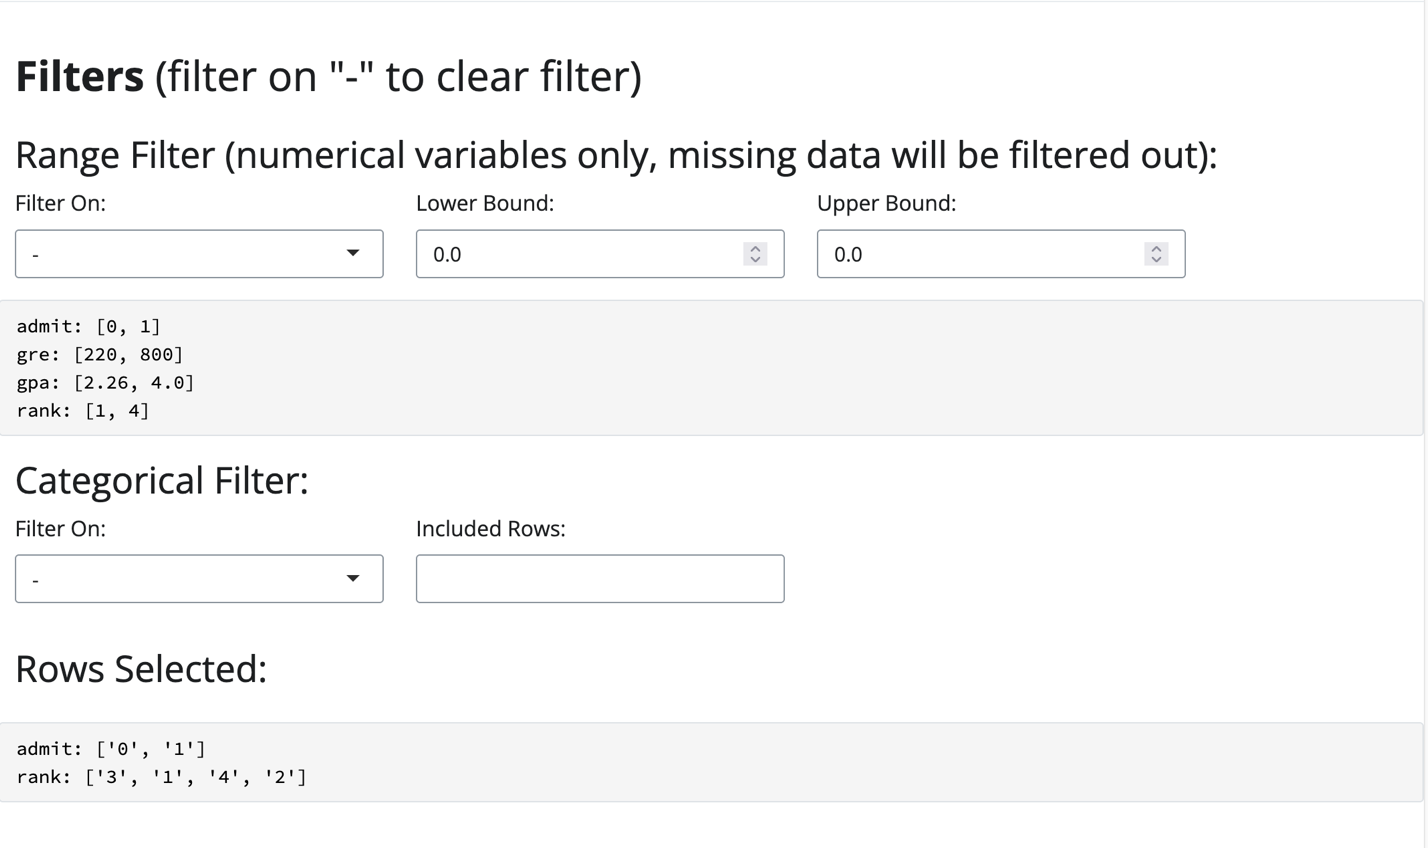 Filters (filter on "-" to clear filter)
Range Filter (numerical variables only, missing data will be filtered out):
Filter On: Lower Bound: Upper Bound:
- 0.0 0.0
admit: [0, 1]
gre: [220, 800]
gpa: [2.26, 4.0]
rank: [1, 4]
Categorical Filter:
Filter On: Included Rows:
-
Rows Selected:
admit: ['0', '1']
rank: ['3', '1', '4', '2']